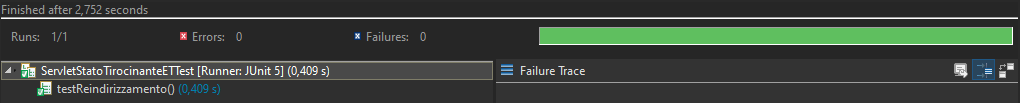 Finished after 2,752 seconds
Runs: 1/1 Errors: 0 Failures: 0
ServletStatoTirocinanteETTest [Runner: JUnit 5] (0,409 s)
Failure Trace
testReindirizzamento() (0,409 s)